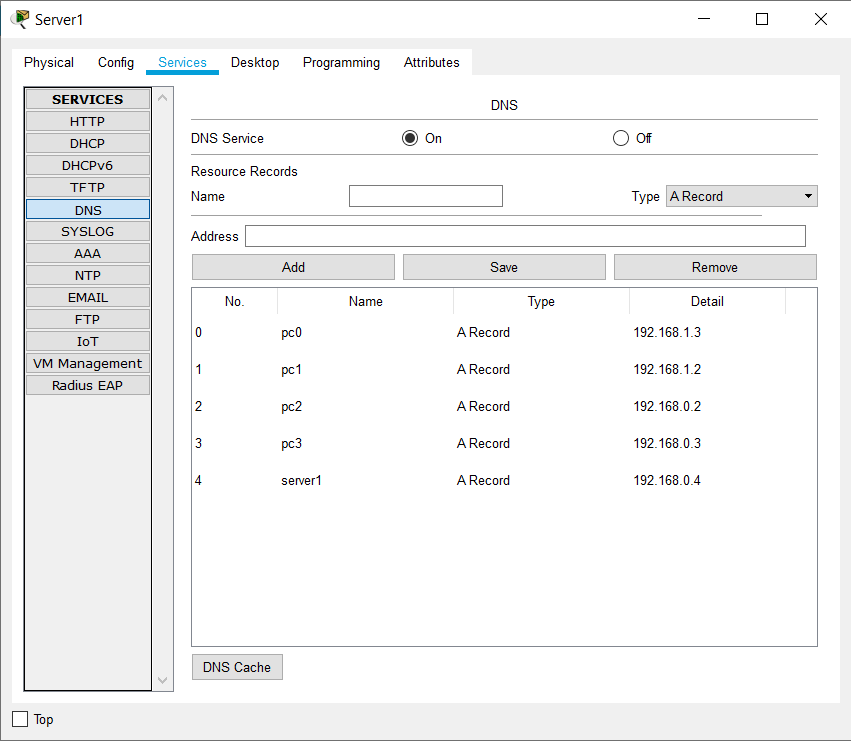 Server1
Physical Config Services Desktop Programming Attributes
SERVICES
HTTP
DHCP
DHCPv6
TFTP
DNS
SYSLOG
AAA
NTP
EMAIL
FTP
IoT
VM Management
Radius EAP
DNS
DNS Service On Off
Resource Records
Name Type A Record
Address
Add Save Remove
No. Name Type Detail
0 pc0 A Record 192.168.1.3
1 pc1 A Record 192.168.1.2
2 pc2 A Record 192.168.0.2
3 pc3 A Record 192.168.0.3
4 server1 A Record 192.168.0.4
DNS Cache
Top